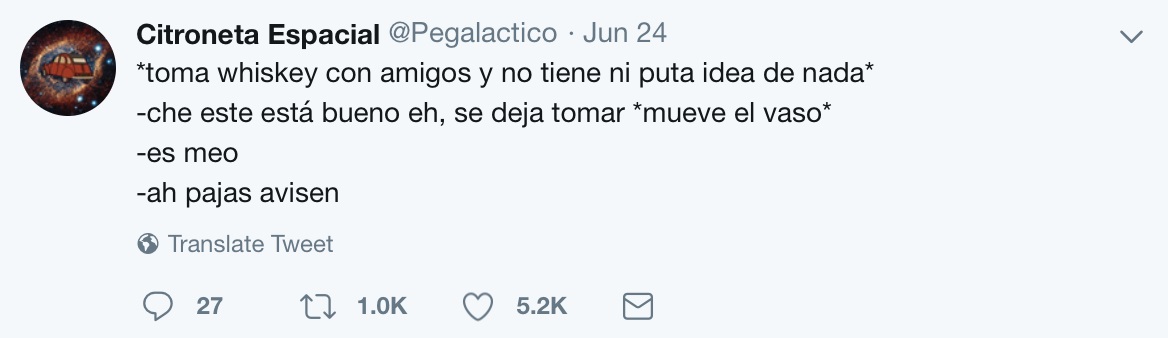 Citroneta Espacial @Pegalactico · Jun 24
*toma whiskey con amigos y no tiene ni puta idea de nada*
-che este está bueno eh, se deja tomar *mueve el vaso*
-es meo
-ah pajas avisen
Translate Tweet
27 1.0K 5.2K